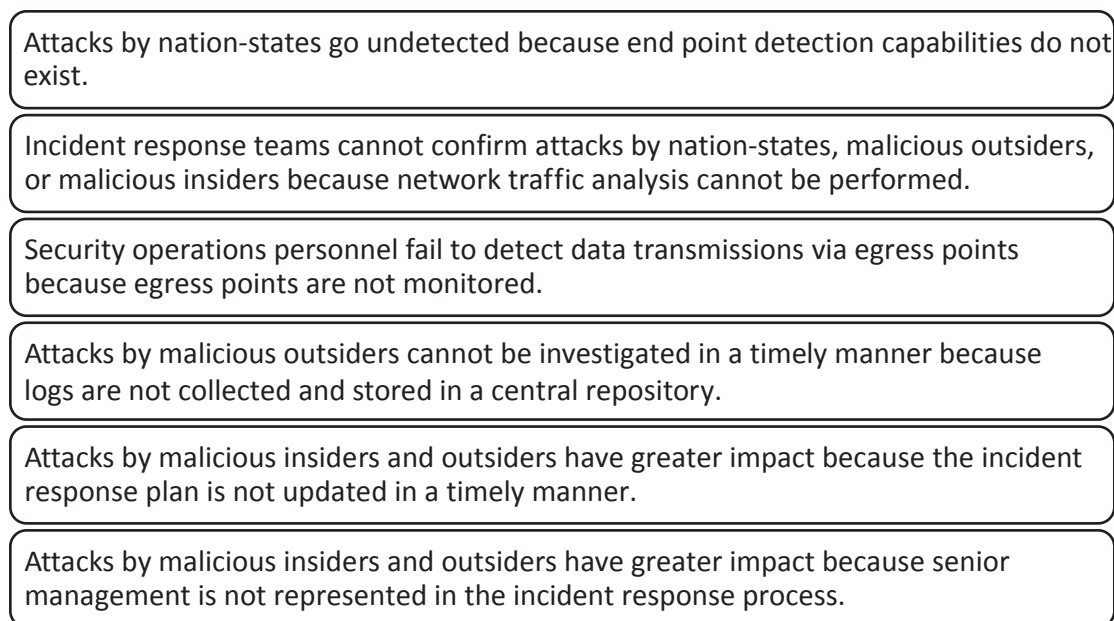 Attacks by nation-states go undetected because end point detection capabilities do not
exist.
Incident response teams cannot confirm attacks by nation-states, malicious outsiders,
or malicious insiders because network traffic analysis cannot be performed.
Security operations personnel fail to detect data transmissions via egress points
because egress points are not monitored.
Attacks by malicious outsiders cannot be investigated in a timely manner because
logs are not collected and stored in a central repository.
Attacks by malicious insiders and outsiders have greater impact because the incident
response plan is not updated in a timely manner.
Attacks by malicious insiders and outsiders have greater impact because senior
management is not represented in the incident response process.